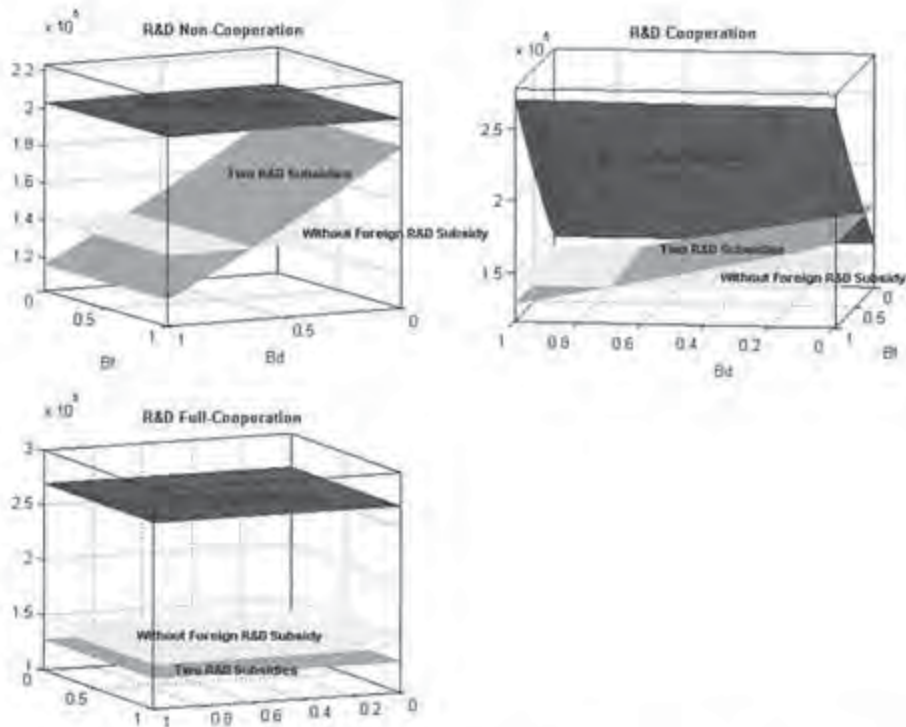 R&D Non-Cooperation
2.2
2
1.8
1.6
1.4
1.2
0
0.5
1
Bf
1
0.5
0
Bd
Two R&D Subsidies
Without Foreign R&D Subsidy
R&D Cooperation
2.5
2
1.5
1
0.8
0.6
0.4
0.2
0
Bd
0
0.5
1
Bf
Two R&D Subsidies
Without Foreign R&D Subsidy
R&D Full-Cooperation
3
2.5
2
1.5
1
0
0.5
1
1
0.8
0.6
0.4
0.2
0
Without Foreign R&D Subsidy
Two R&D Subsidies